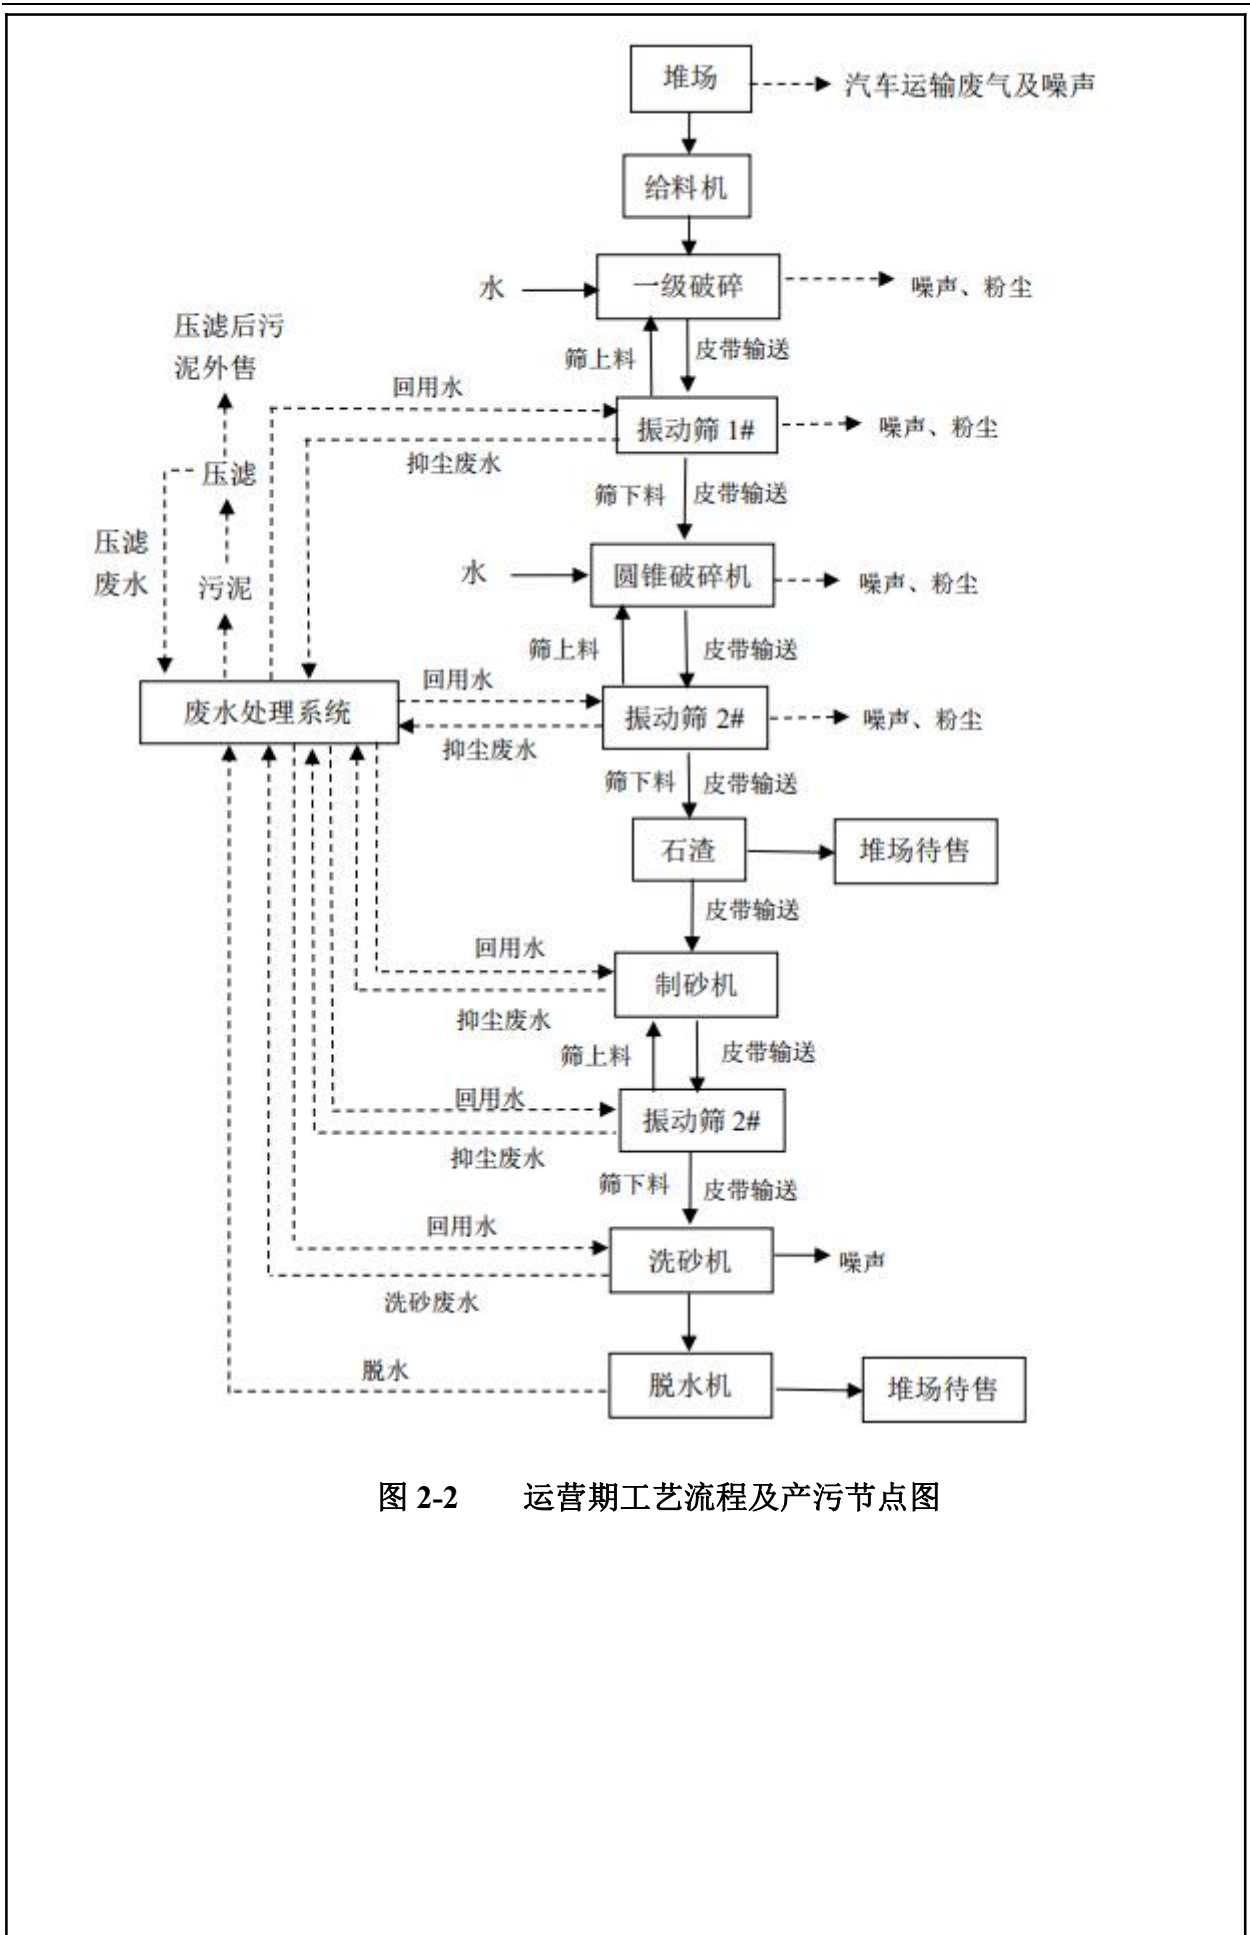 堆场
汽车运输废气及噪声
给料机
水
一级破碎
噪声、粉尘
压滤后污
泥外售
筛上料
皮带输送
回用水
振动筛 1#
噪声、粉尘
抑尘废水
压滤
筛下料
皮带输送
压滤
废水
污泥
水
圆锥破碎机
噪声、粉尘
筛上料
皮带输送
回用水
废水处理系统
振动筛 2#
噪声、粉尘
抑尘废水
筛下料
皮带输送
石渣
堆场待售
皮带输送
回用水
制砂机
抑尘废水
筛上料
皮带输送
回用水
振动筛 2#
抑尘废水
筛下料
皮带输送
回用水
洗砂机
噪声
洗砂废水
脱水
脱水机
堆场待售
图 2-2 运营期工艺流程及产污节点图